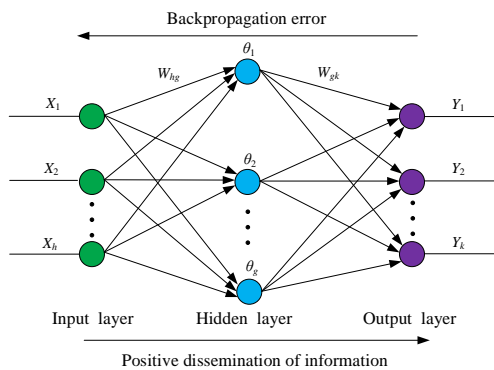 Backpropagation error
θ1
Whg
Wgk
X1
Y1
θ2
X2
Y2
Xh
Yk
θg
Input layer
Hidden layer
Output layer
Positive dissemination of information